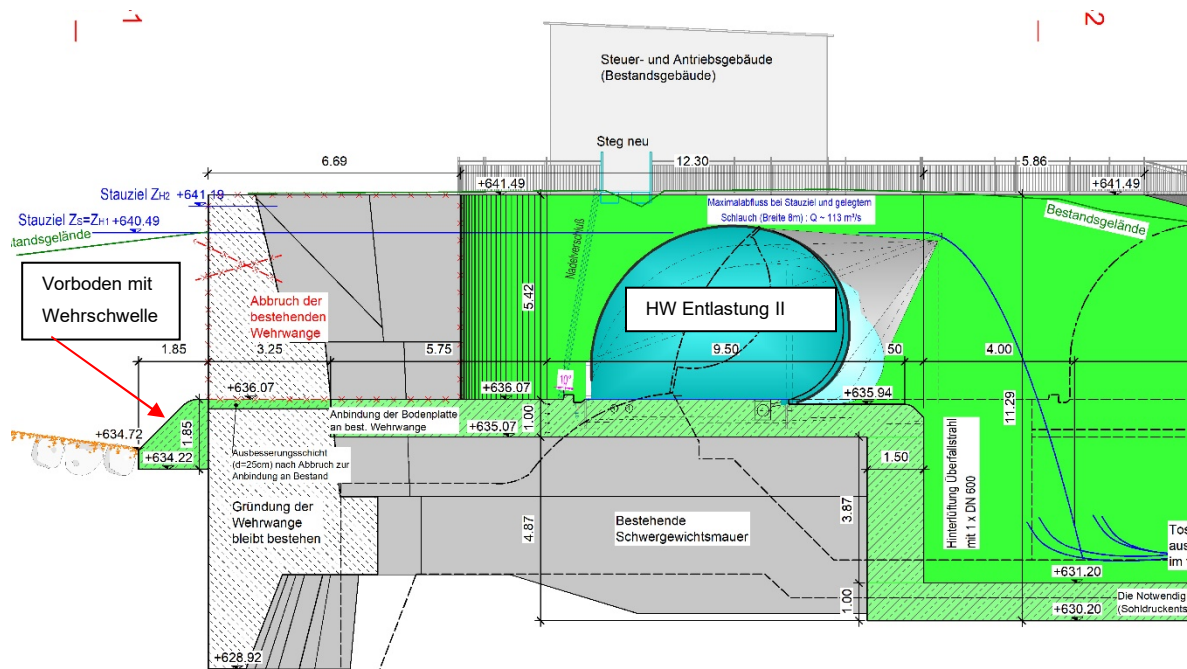 1
2
Steuer- und Antriebsgebäude
(Bestandsgebäude)
Steg neu
6.69
12.30
5.86
Stauziel ZH2 +641.19
+641.49
+641.49
Stauziel ZS=ZH1 +640.49
Maximalabfluss bei Stauziel und gelegtem
Schlauch (Breite 8m) : Q ~ 113 m³/s
Bestandsgelände
standsgelände
Nadelverschluß
Vorboden mit
Wehrschwelle
Abbruch der
bestehenden
Wehrwange
5.42
HW Entlastung II
1.85
3.25
5.75
9.50
50
4.00
11.29
10°
+636.07
+636.07
+635.94
Anbindung der Bodenplatte
an best. Wehrwange
+635.07
1.00
+634.72
1.85
+634.22
Ausbesserungsschicht
(d=25cm) nach Abbruch zur
Anbindung an Bestand
1.50
Hinterlüftung Überfallstrahl
mit 1 x DN 600
Gründung der
Wehrwange
bleibt bestehen
4.87
Bestehende
Schwergewichtsmauer
3.87
Tos
aus
im
+631.20
1.00
Die Notwendig
(Sohldruckents
+630.20
+628.92